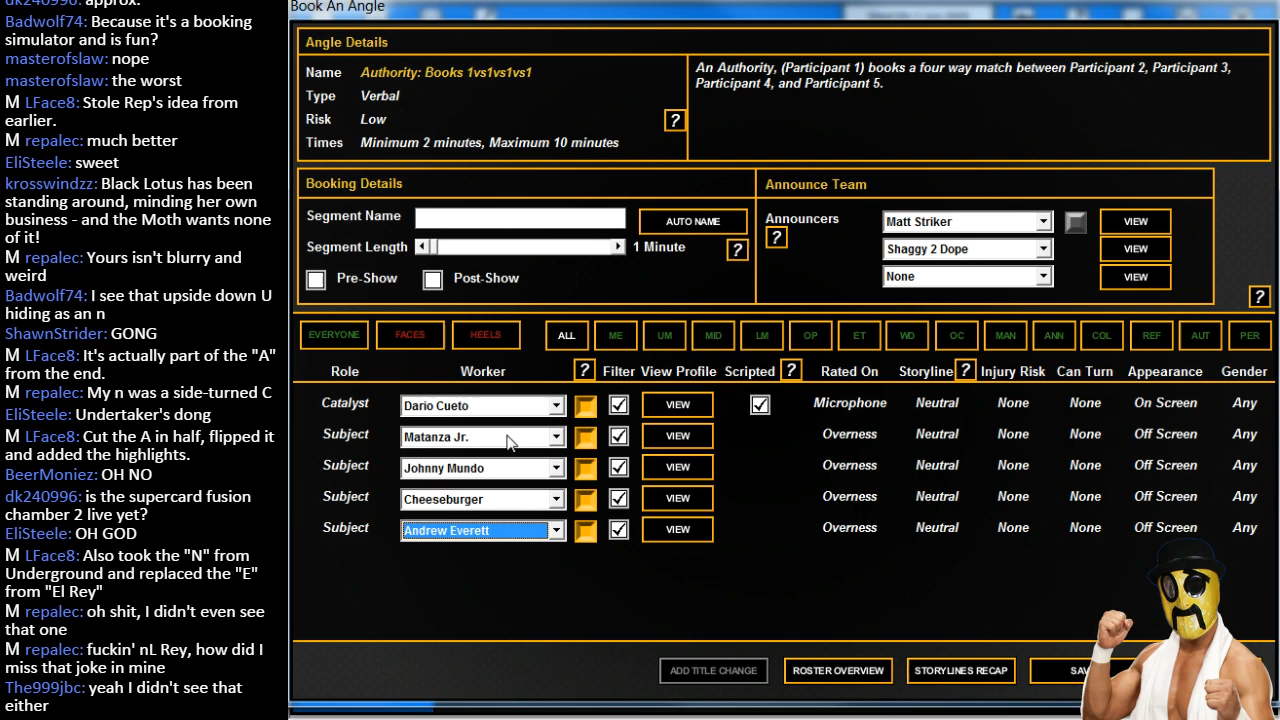 dk240996: approx.
Badwolf74: Because it's a booking
simulator and is fun?
masterofslaw: nope
masterofslaw: the worst
M LFace8: Stole Rep's idea from
earlier.
M repalec: much better
EliSteele: sweet
krosswindzz: Black Lotus has been
standing around, minding her own
business - and the Moth wants none
of it!
M repalec: Yours isn't blurry and
weird
Badwolf74: I see that upside down U
hiding as an n
ShawnStrider: GONG
M LFace8: It's actually part of the "A"
from the end.
M repalec: My n was a side-turned C
EliSteele: Undertaker's dong
M LFace8: Cut the A in half, flipped it
and added the highlights.
BeerMoniez: OH NO
dk240996: is the supercard fusion
chamber 2 live yet?
EliSteele: OH GOD
M LFace8: Also took the "N" from
Underground and replaced the "E"
from "El Rey"
M repalec: oh shit, I didn't even see
that one
M repalec: fuckin' nL Rey, how did I
miss that joke in mine
The999jbc: yeah I didn't see that
either
Book An Angle
Angle Details
Name Authority: Books 1vs1vs1vs1
Type Verbal
Risk Low ?
Times Minimum 2 minutes, Maximum 10 minutes
An Authority, (Participant 1) books a four way match between Participant 2, Participant 3,
Participant 4, and Participant 5.
Booking Details
Segment Name AUTO NAME
Segment Length 1 Minute ?
Pre-Show Post-Show
Announce Team
Announcers Matt Striker VIEW
? Shaggy 2 Dope VIEW
None VIEW
?
EVERYONE FACES HEELS ALL ME UM MID LM OP ET WD OC MAN ANN COL REF AUT PER
Role Worker ? Filter View Profile Scripted ? Rated On Storyline ? Injury Risk Can Turn Appearance Gender
Catalyst Dario Cueto VIEW Microphone Neutral None None On Screen Any
Subject Matanza Jr. VIEW Overness Neutral None None Off Screen Any
Subject Johnny Mundo VIEW Overness Neutral None None Off Screen Any
Subject Cheeseburger VIEW Overness Neutral None None Off Screen Any
Subject Andrew Everett VIEW Overness Neutral None None Off Screen Any
ADD TITLE CHANGE ROSTER OVERVIEW STORYLINES RECAP SAV